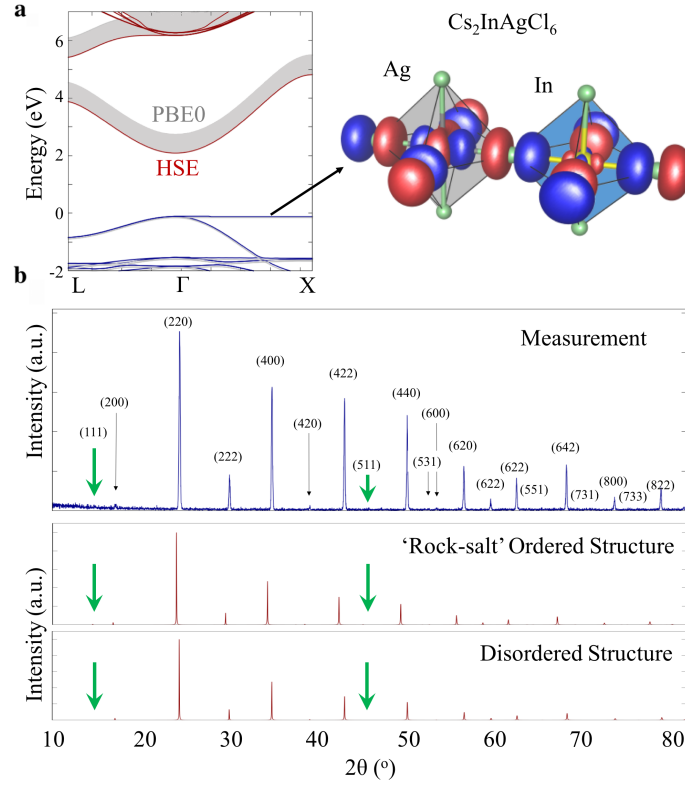 a
Cs₂InAgCl₆
Energy (eV)
6
4
2
0
-2
L
Γ
X
PBE0
HSE
Ag
In
b
Measurement
Intensity (a.u.)
(111)
(200)
(220)
(222)
(400)
(420)
(422)
(511)
(440)
(531)
(600)
(620)
(622)
(622)
(551)
(642)
(731)
(800)
(733)
(822)
'Rock-salt' Ordered Structure
Intensity (a.u.)
Disordered Structure
10
20
30
40
50
60
70
80
2θ (°)